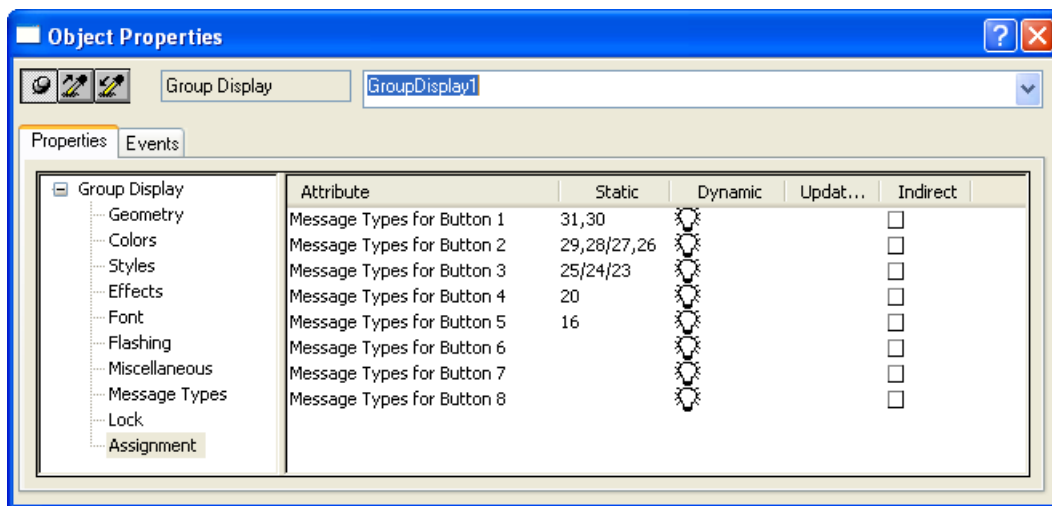 Object Properties
Group Display GroupDisplay1
Properties Events
Group Display
Geometry
Colors
Styles
Effects
Font
Flashing
Miscellaneous
Message Types
Lock
Assignment
Attribute Static Dynamic Updat... Indirect
Message Types for Button 1 31,30
Message Types for Button 2 29,28/27,26
Message Types for Button 3 25/24/23
Message Types for Button 4 20
Message Types for Button 5 16
Message Types for Button 6
Message Types for Button 7
Message Types for Button 8